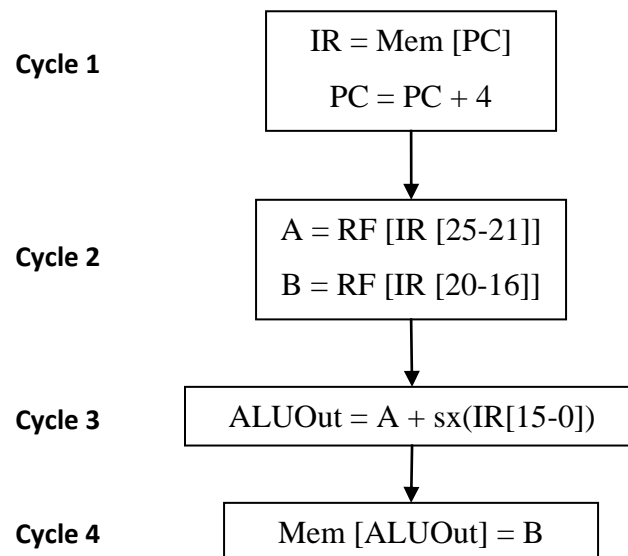 Cycle 1
IR = Mem [PC]
PC = PC + 4
Cycle 2
A = RF [IR [25-21]]
B = RF [IR [20-16]]
Cycle 3
ALUOut = A + sx(IR[15-0])
Cycle 4
Mem [ALUOut] = B